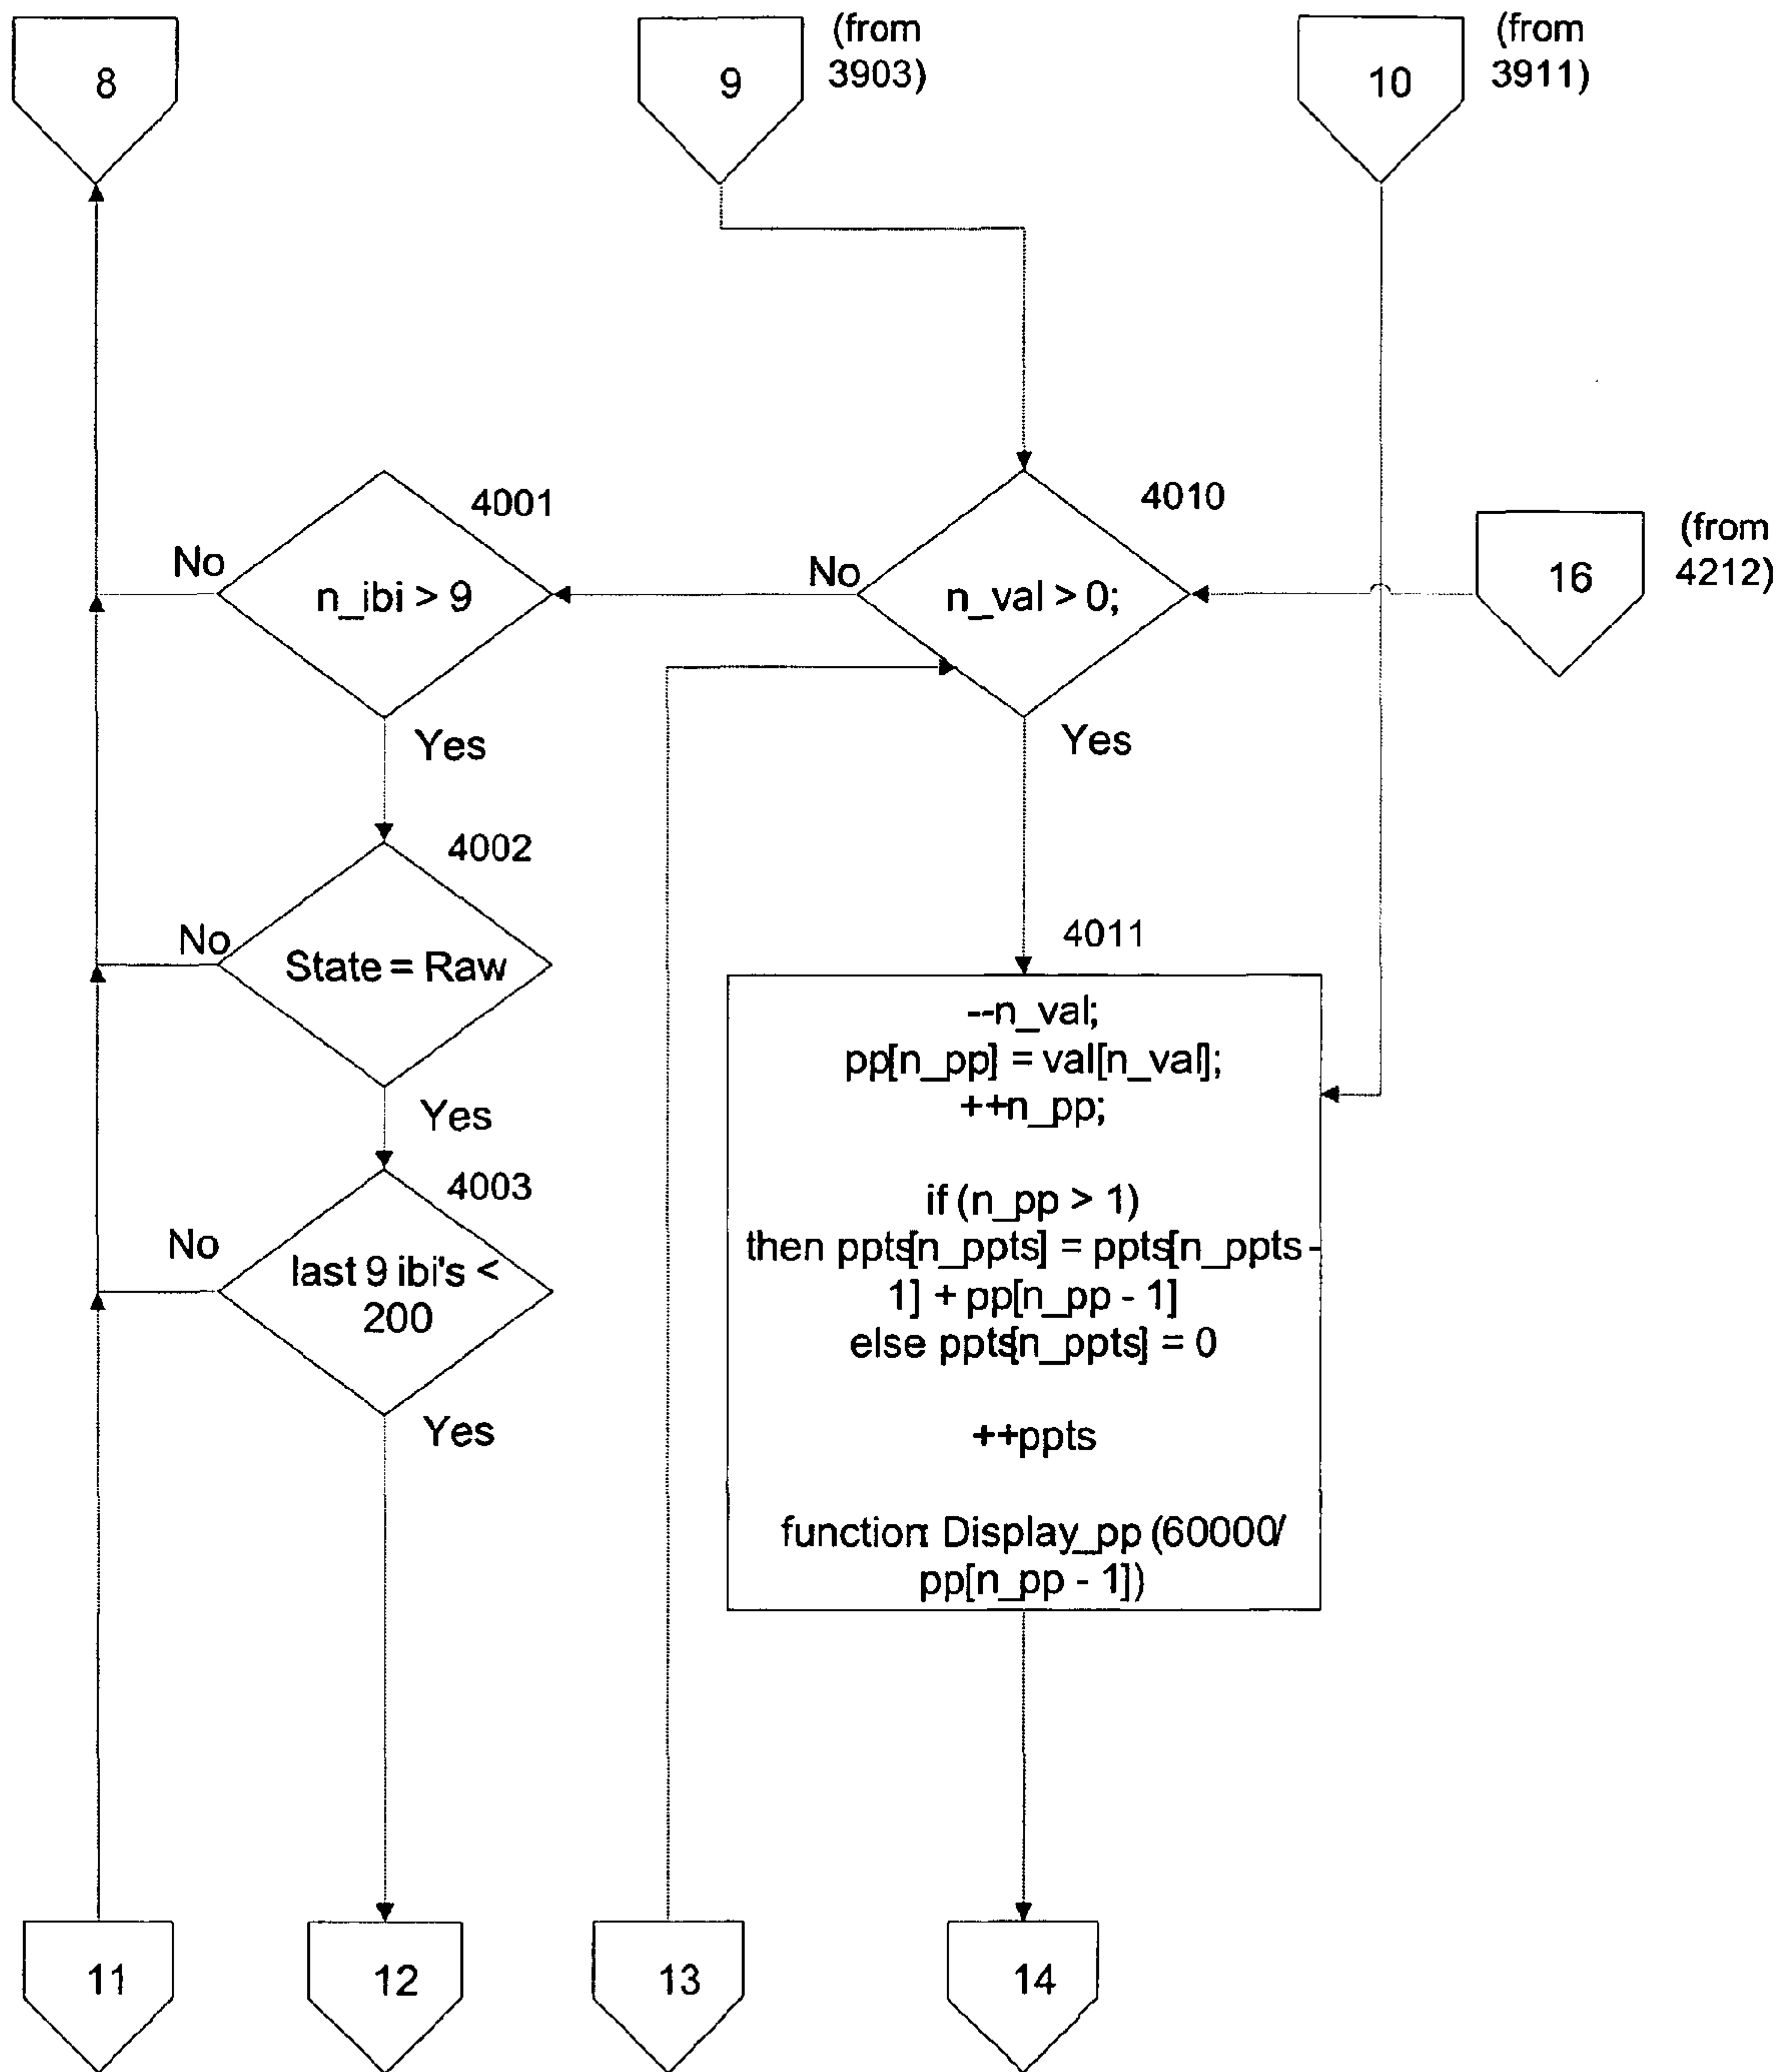 8
9
(from
3903)
10
(from
3911)
4001
No
n_ibi > 9
Yes
4010
No
n_val > 0;
Yes
16
(from
4212)
4002
No
State = Raw
Yes
4003
No
last 9 ibi's <
200
Yes
4011
--n_val;
pp[n_pp] = val[n_val];
++n_pp;
if (n_pp > 1)
then ppts[n_ppts] = ppts[n_ppts -
1] + pp[n_pp - 1]
else ppts[n_ppts] = 0
++ppts
function: Display_pp (60000/
pp[n_pp - 1])
11
12
13
14